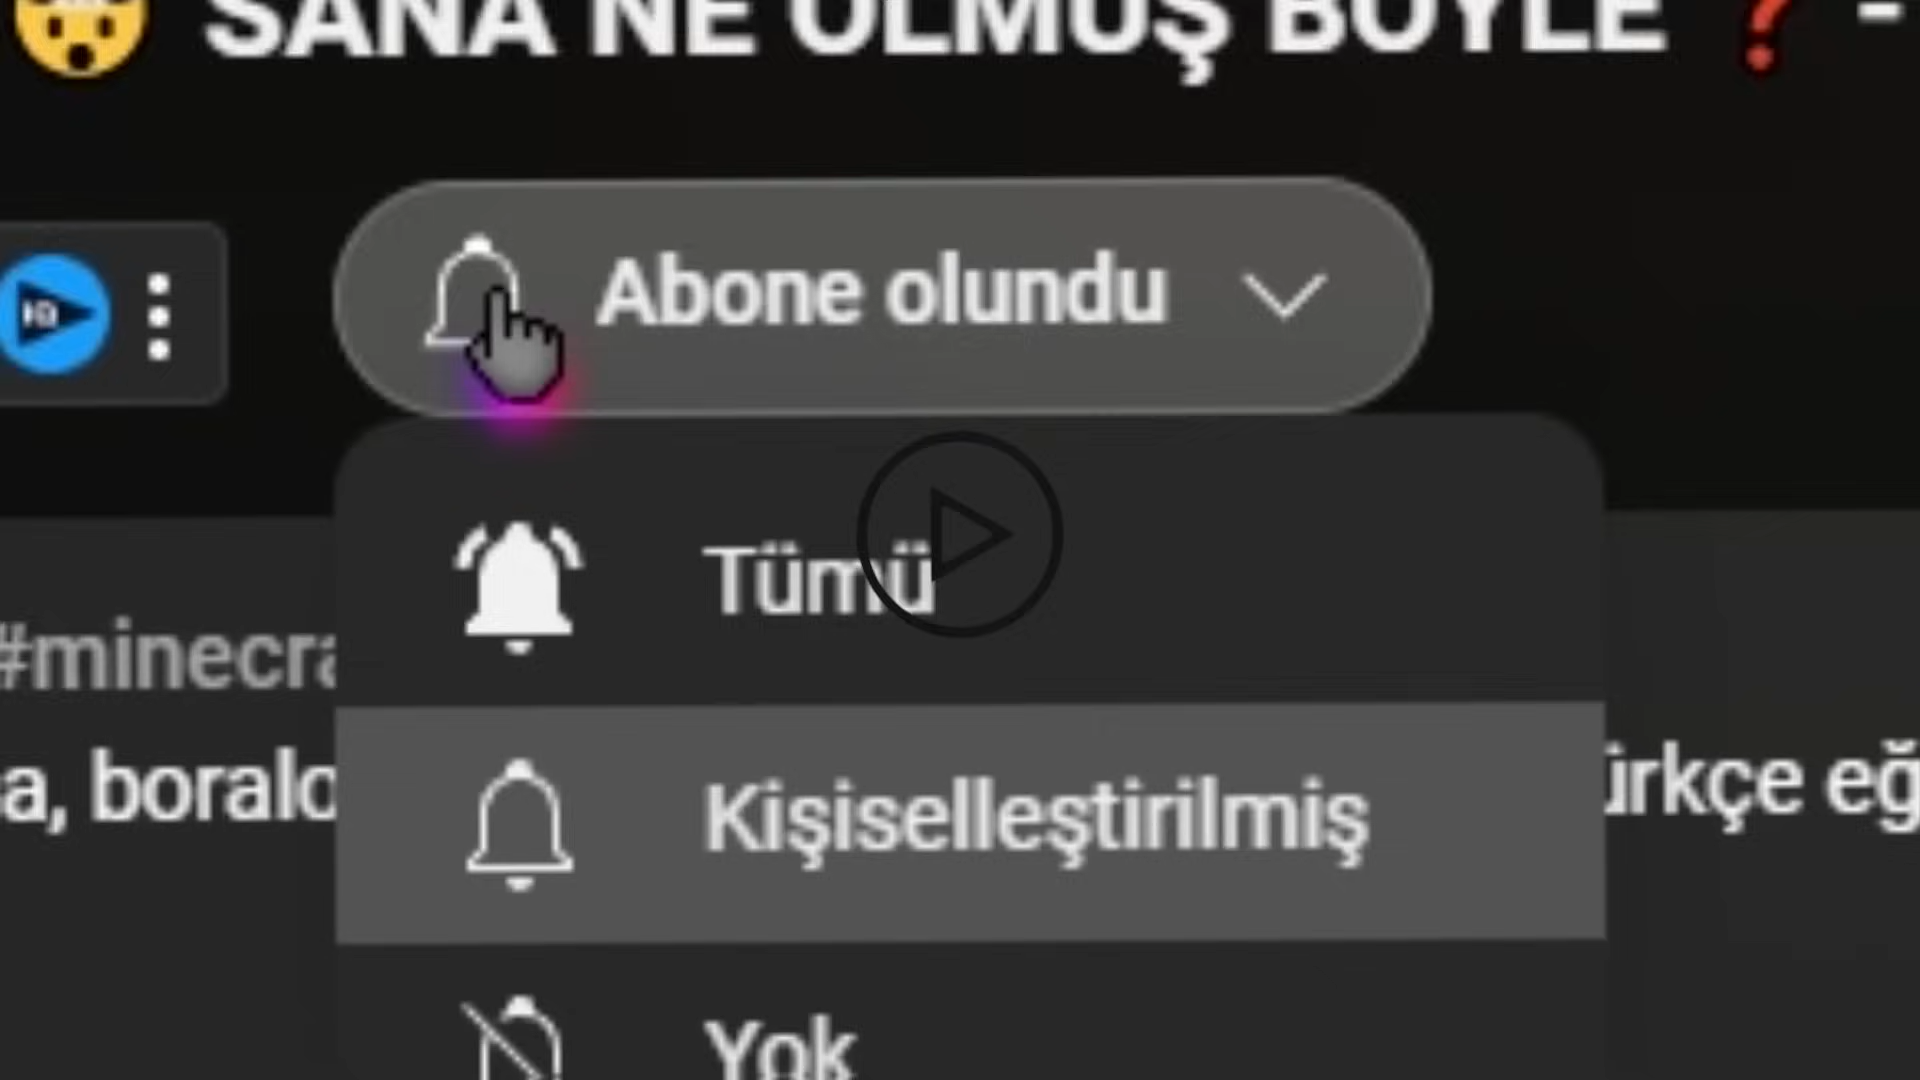 SANA NE OLMUŞ BÖYLE ❓ -
Abone olundu
Tümü
#minecra
Kişiselleştirilmiş
a, boralo
ürkçe eğ
Yok